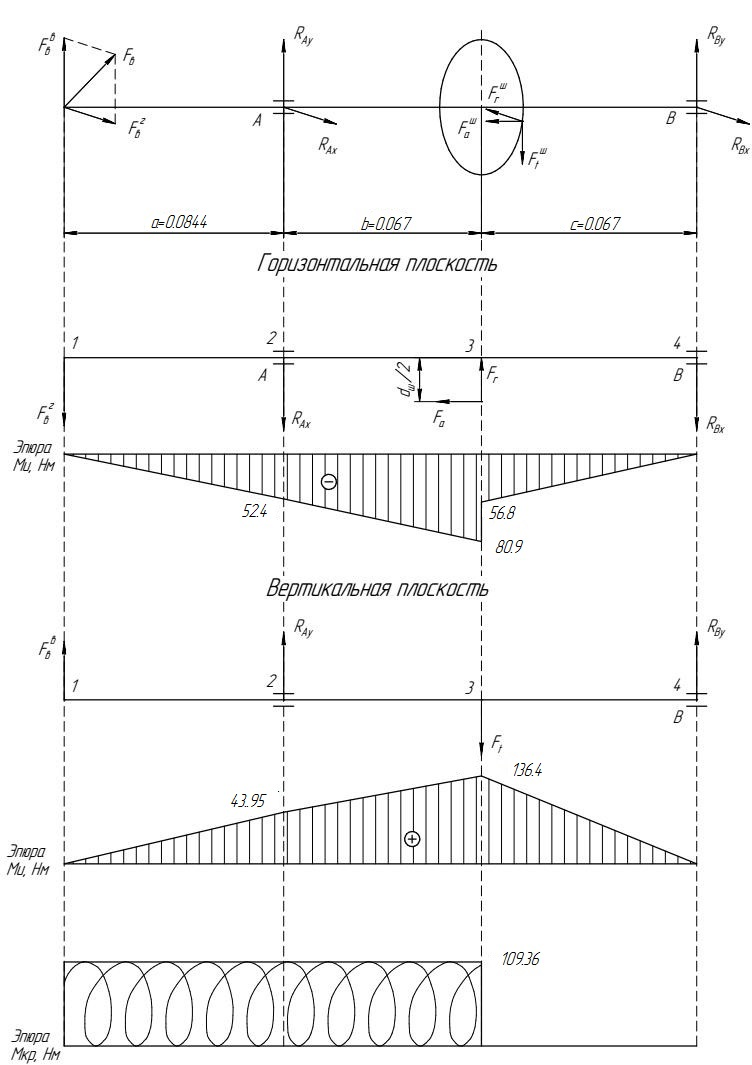 F_в^в
F_в
F_в^г
R_Ay
A
R_Ax
F_r^ш
F_a^ш
F_t^ш
R_By
B
R_Bx
a=0.0844
b=0.067
c=0.067
Горизонтальная плоскость
1
2
3
4
A
B
d_ш/2
F_r
F_a
F_в^г
R_Ax
R_Bx
Эпюра
Mи, Нм
52.4
56.8
80.9
Вертикальная плоскость
F_в^в
R_Ay
R_By
1
2
3
4
B
F_t
43..95
136.4
Эпюра
Mи, Нм
109.36
Эпюра
Mкр, Нм